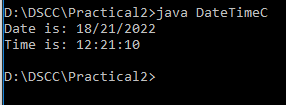 D:\DSCC\Practical2>java DateTimeC
Date is: 18/21/2022
Time is: 12:21:10
D:\DSCC\Practical2>